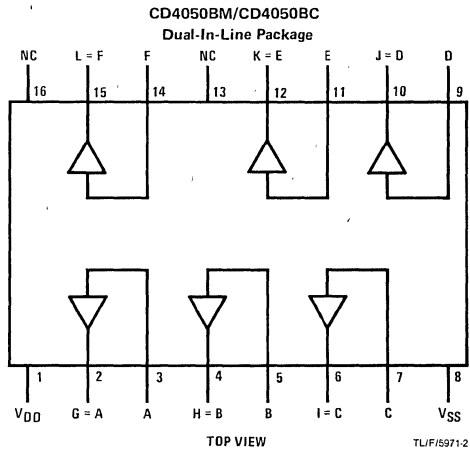 CD4050BM/CD4050BC
Dual-In-Line Package
NC L = F F NC K = E E J = D D
16 15 14 13 12 11 10 9
1 2 3 4 5 6 7 8
VDD G = A A H = B B I = C C VSS
TOP VIEW
TL/F/5971-2